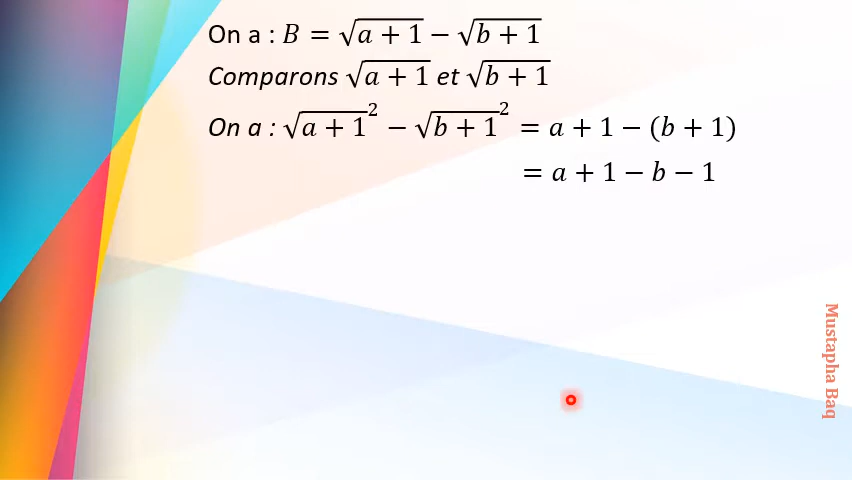 On a : B = √(a + 1) − √(b + 1)
Comparons √(a + 1) et √(b + 1)
On a : √(a + 1)² − √(b + 1)² = a + 1 − (b + 1)
= a + 1 − b − 1
Mustapha Baq